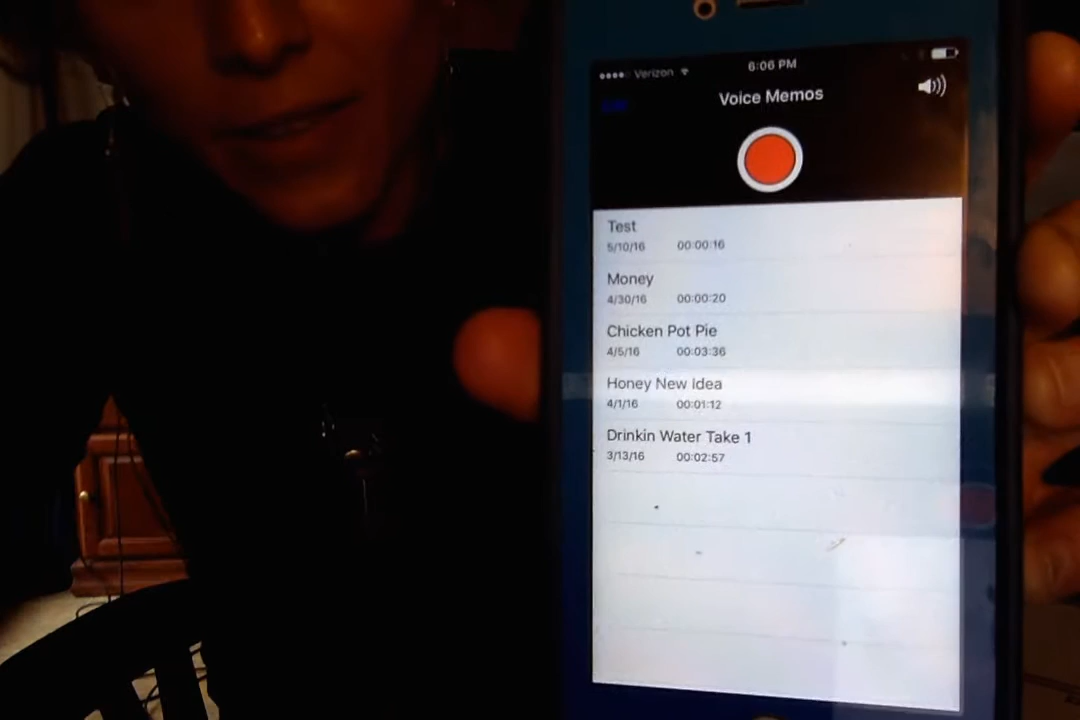 Verizon 6:06 PM
Edit Voice Memos
Test
5/10/16 00:00:16
Money
4/30/16 00:00:20
Chicken Pot Pie
4/5/16 00:03:36
Honey New Idea
4/1/16 00:01:12
Drinkin Water Take 1
3/13/16 00:02:57